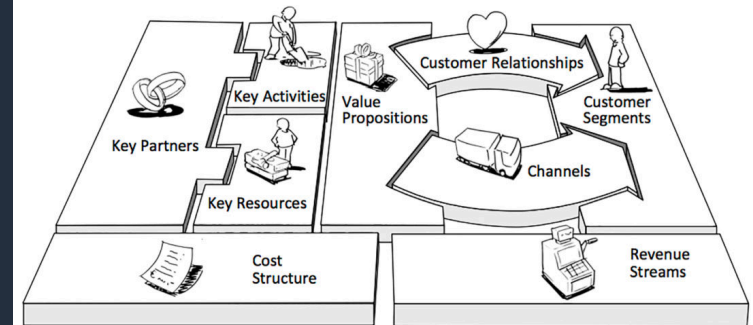 Customer Relationships
Key Activities
Value
Propositions
Customer
Segments
Key Partners
Channels
Key Resources
Cost
Structure
Revenue
Streams